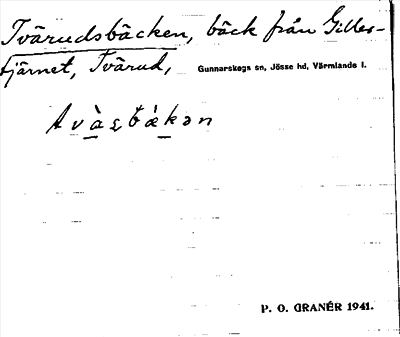 Tvärudsbäcken, bäck från Gilles-
tjärnet, Tvärud,
Gunnarskogs sn, Jösse hd, Värmlands l.
P. O. GRANÉR 1941.